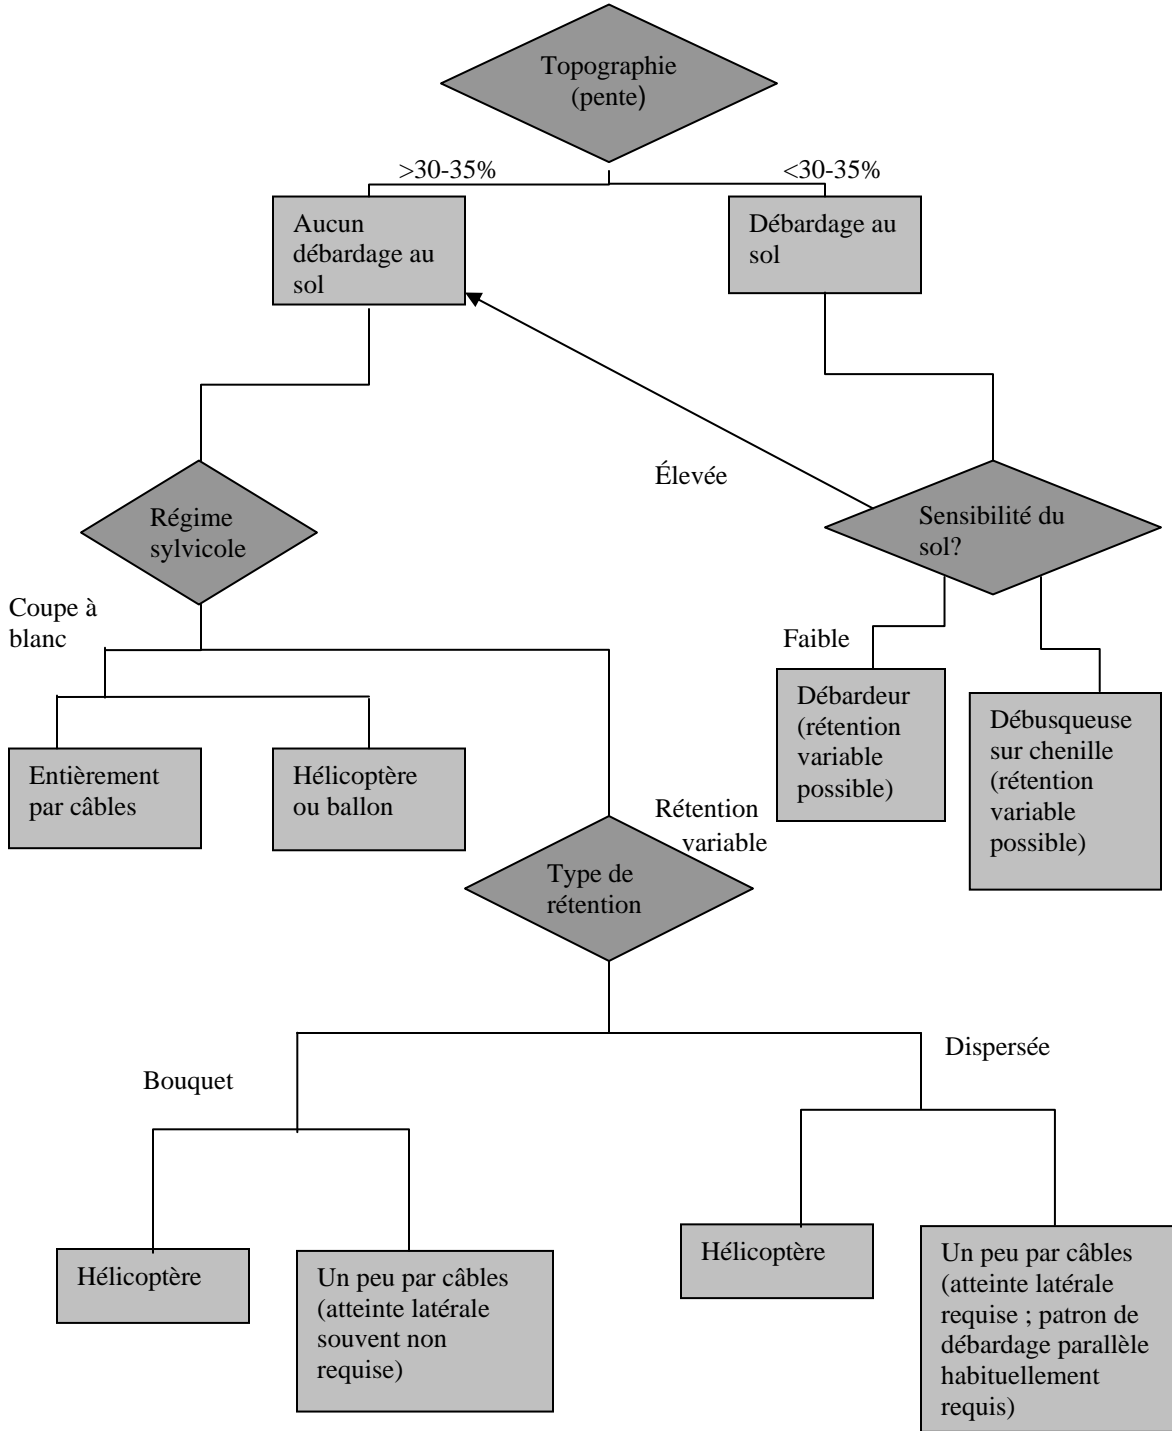 Topographie
(pente)
>30-35%
<30-35%
Aucun
débardage au
sol
Débardage au
sol
Élevée
Régime
sylvicole
Sensibilité du
sol?
Coupe à
blanc
Faible
Entièrement
par câbles
Hélicoptère
ou ballon
Débardeur
(rétention
variable
possible)
Débusqueuse
sur chenille
(rétention
variable
possible)
Rétention
variable
Type de
rétention
Bouquet
Dispersée
Hélicoptère
Un peu par câbles
(atteinte latérale
souvent non
requise)
Hélicoptère
Un peu par câbles
(atteinte latérale
requise ; patron de
débardage parallèle
habituellement
requis)